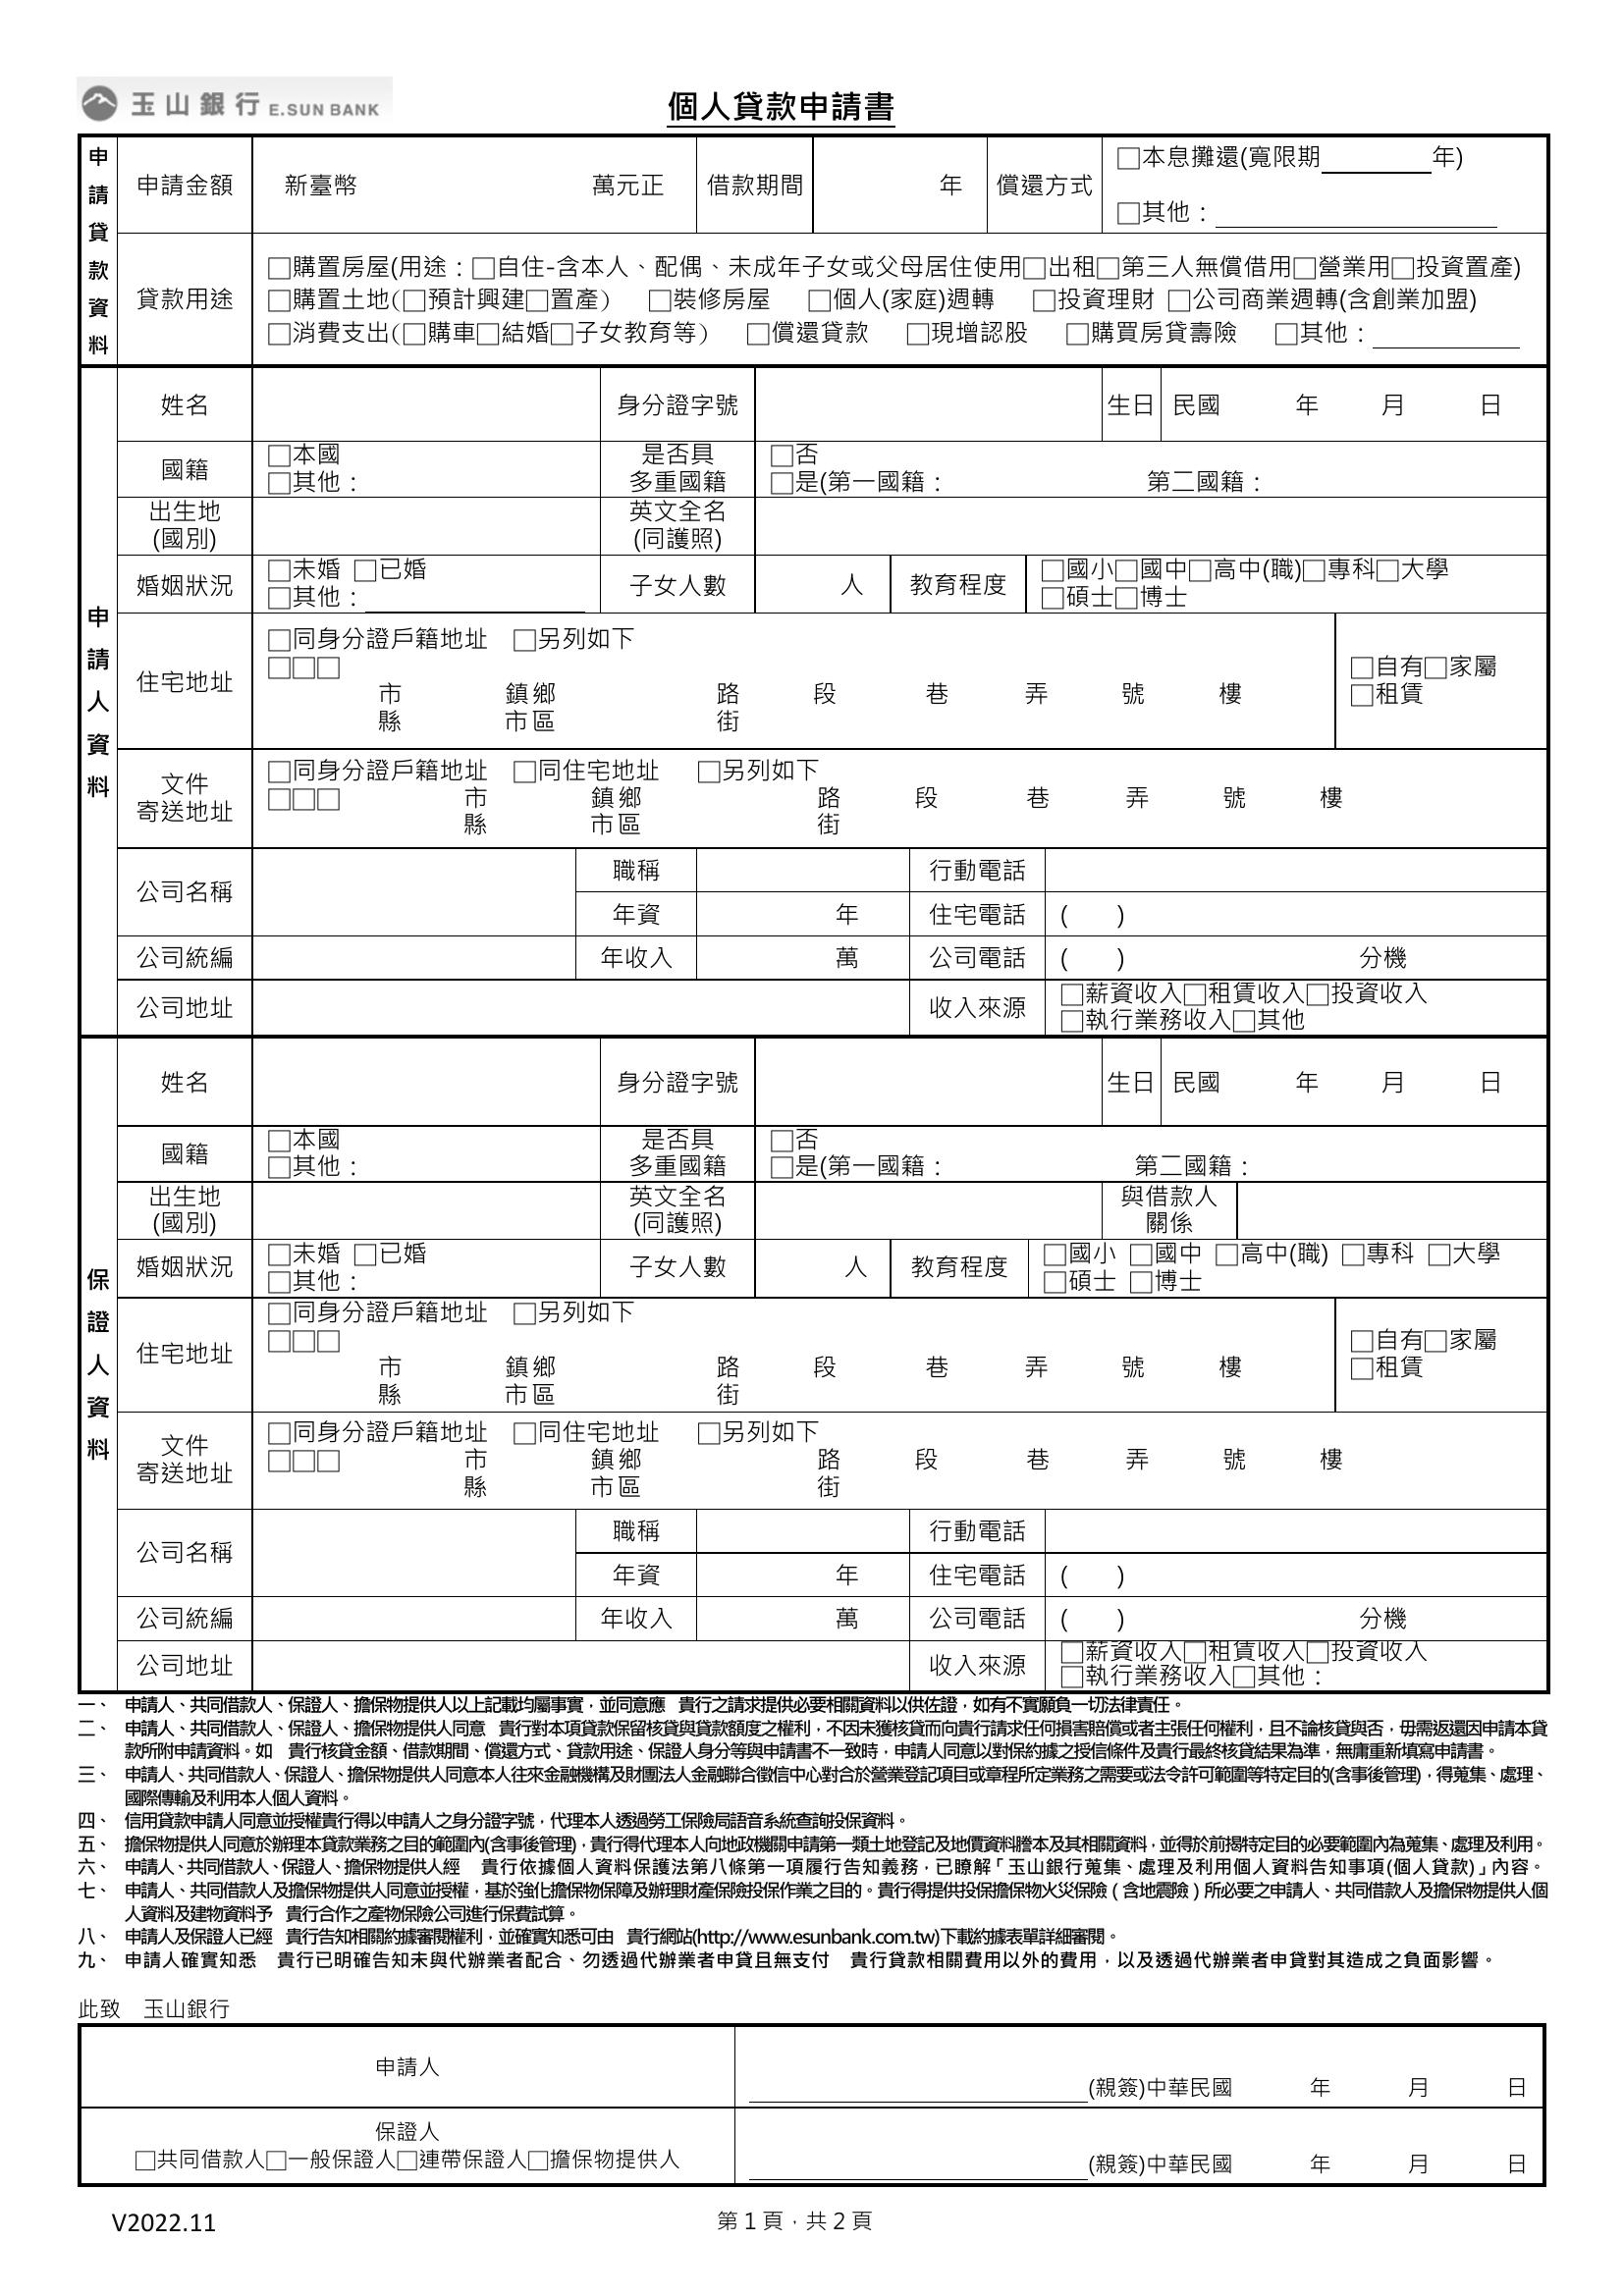 玉山銀行 E.SUN BANK
個人貸款申請書
申請貸款資料
申請金額 新臺幣 萬元正 借款期間 年 償還方式 □本息攤還(寬限期______年)
□其他：______
貸款用途
□購置房屋(用途：□自住-含本人、配偶、未成年子女或父母居住使用□出租□第三人無償借用□營業用□投資置產)
□購置土地(□預計興建□置產） □裝修房屋 □個人(家庭)週轉 □投資理財 □公司商業週轉(含創業加盟)
□消費支出(□購車□結婚□子女教育等） □償還貸款 □現增認股 □購買房貸壽險 □其他：______
申請人資料
姓名 身分證字號 生日 民國 年 月 日
國籍 □本國
□其他：
是否具
多重國籍
□否
□是(第一國籍： 第二國籍：
出生地
(國別)
英文全名
(同護照)
婚姻狀況 □未婚 □已婚
□其他：______
子女人數 人 教育程度 □國小□國中□高中(職)□專科□大學
□碩士□博士
住宅地址
□同身分證戶籍地址 □另列如下
□□□
市 鎮鄉 路 段 巷 弄 號 樓
縣 市區 街
□自有□家屬
□租賃
文件
寄送地址
□同身分證戶籍地址 □同住宅地址 □另列如下
□□□ 市 鎮鄉 路 段 巷 弄 號 樓
縣 市區 街
公司名稱 職稱 行動電話
年資 年 住宅電話 ( )
公司統編 年收入 萬 公司電話 ( ) 分機
公司地址 收入來源 □薪資收入□租賃收入□投資收入
□執行業務收入□其他
保證人資料
姓名 身分證字號 生日 民國 年 月 日
國籍 □本國
□其他：
是否具
多重國籍
□否
□是(第一國籍： 第二國籍：
出生地
(國別)
英文全名
(同護照)
與借款人
關係
婚姻狀況 □未婚 □已婚
□其他：
子女人數 人 教育程度 □國小 □國中 □高中(職) □專科 □大學
□碩士 □博士
住宅地址
□同身分證戶籍地址 □另列如下
□□□
市 鎮鄉 路 段 巷 弄 號 樓
縣 市區 街
□自有□家屬
□租賃
文件
寄送地址
□同身分證戶籍地址 □同住宅地址 □另列如下
□□□ 市 鎮鄉 路 段 巷 弄 號 樓
縣 市區 街
公司名稱 職稱 行動電話
年資 年 住宅電話 ( )
公司統編 年收入 萬 公司電話 ( ) 分機
公司地址 收入來源 □薪資收入□租賃收入□投資收入
□執行業務收入□其他：
一、 申請人、共同借款人、保證人、擔保物提供人以上記載均屬事實，並同意應 貴行之請求提供必要相關資料以供佐證，如有不實願負一切法律責任。
二、 申請人、共同借款人、保證人、擔保物提供人同意 貴行對本項貸款保留核貸與貸款額度之權利，不因未獲核貸而向貴行請求任何損害賠償或者主張任何權利，且不論核貸與否，毋需返還因申請本貸
款所附申請資料。如 貴行核貸金額、借款期間、償還方式、貸款用途、保證人身分等與申請書不一致時，申請人同意以對保約據之授信條件及貴行最終核貸結果為準，無庸重新填寫申請書。
三、 申請人、共同借款人、保證人、擔保物提供人同意本人往來金融機構及財團法人金融聯合徵信中心對合於營業登記項目或章程所定業務之需要或法令許可範圍等特定目的(含事後管理)，得蒐集、處理、
國際傳輸及利用本人個人資料。
四、 信用貸款申請人同意並授權貴行得以申請人之身分證字號，代理本人透過勞工保險局語音系統查詢投保資料。
五、 擔保物提供人同意於辦理本貸款業務之目的範圍內(含事後管理)，貴行得代理本人向地政機關申請第一類土地登記及地價資料謄本及其相關資料，並得於前揭特定目的必要範圍內為蒐集、處理及利用。
六、 申請人、共同借款人、保證人、擔保物提供人經 貴行依據個人資料保護法第八條第一項履行告知義務，已瞭解「玉山銀行蒐集、處理及利用個人資料告知事項(個人貸款)」內容。
七、 申請人、共同借款人及擔保物提供人同意並授權，基於強化擔保物保障及辦理財產保險投保作業之目的。貴行得提供投保擔保物火災保險（含地震險）所必要之申請人、共同借款人及擔保物提供人個
人資料及建物資料予 貴行合作之產物保險公司進行保費試算。
八、 申請人及保證人已經 貴行告知相關約據審閱權利，並確實知悉可由 貴行網站(http://www.esunbank.com.tw)下載約據表單詳細審閱。
九、 申請人確實知悉 貴行已明確告知未與代辦業者配合、勿透過代辦業者申貸且無支付 貴行貸款相關費用以外的費用，以及透過代辦業者申貸對其造成之負面影響。
此致 玉山銀行
申請人 ______(親簽)中華民國 年 月 日
保證人
□共同借款人□一般保證人□連帶保證人□擔保物提供人 ______(親簽)中華民國 年 月 日
V2022.11 第 1 頁，共 2 頁